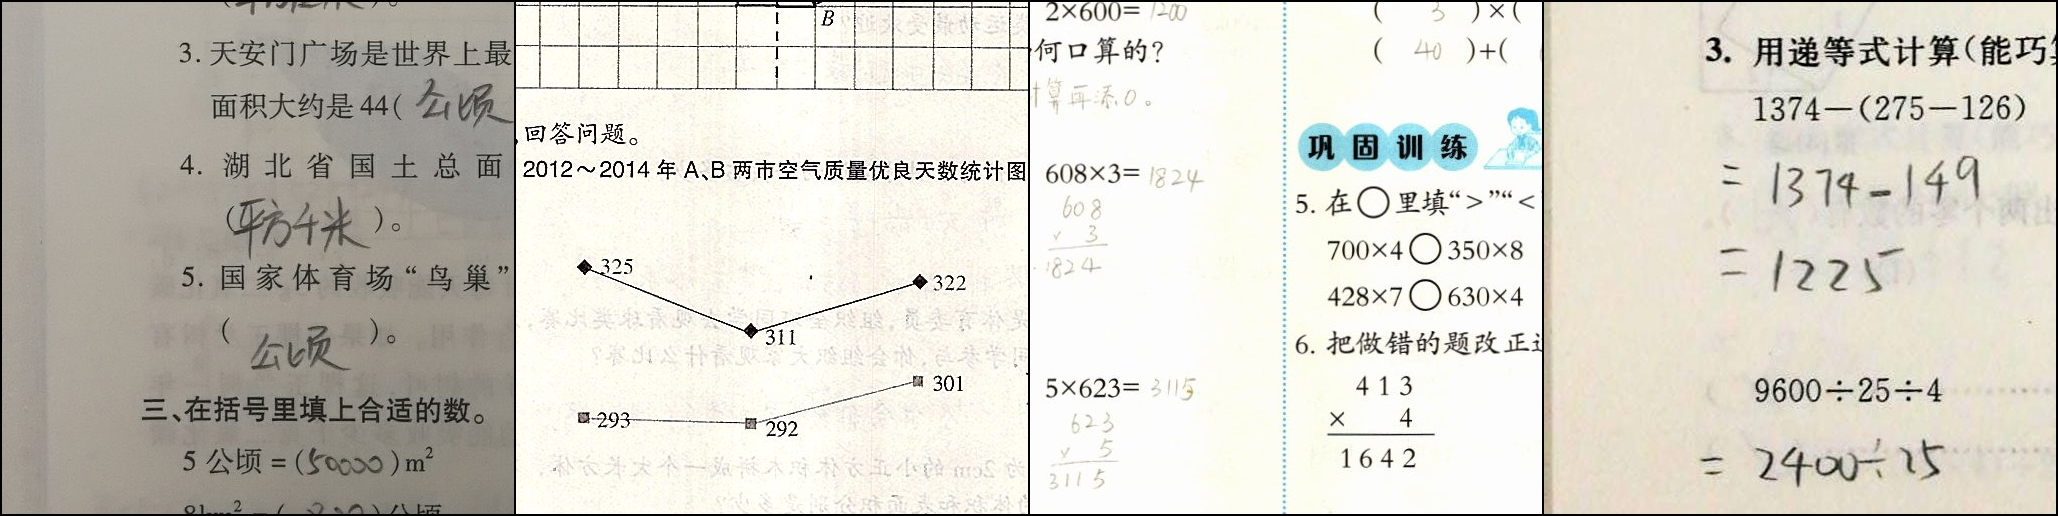 3. 天安门广场是世界上最
面积大约是 44( 公顷
4. 湖北省国土总面
(平方千米)。
5. 国家体育场“鸟巢”
( 公顷 )。
三、在括号里填上合适的数。
5 公顷 = (50000) m²
B
回答问题。
2012～2014 年 A、B 两市空气质量优良天数统计图
325
322
311
301
293
292
2×600= 1200
何口算的？
算再添0。
608×3= 1824
608
× 3
1824
5×623= 3115
623
× 5
3115
( 3 )×(
( 40 )+(
巩固训练
5. 在○里填“>”“<
700×4○350×8
428×7○630×4
6. 把做错的题改正
413
× 4
1642
3. 用递等式计算(能巧
1374－(275－126)
= 1374-149
= 1225
9600÷25÷4
= 2400÷25